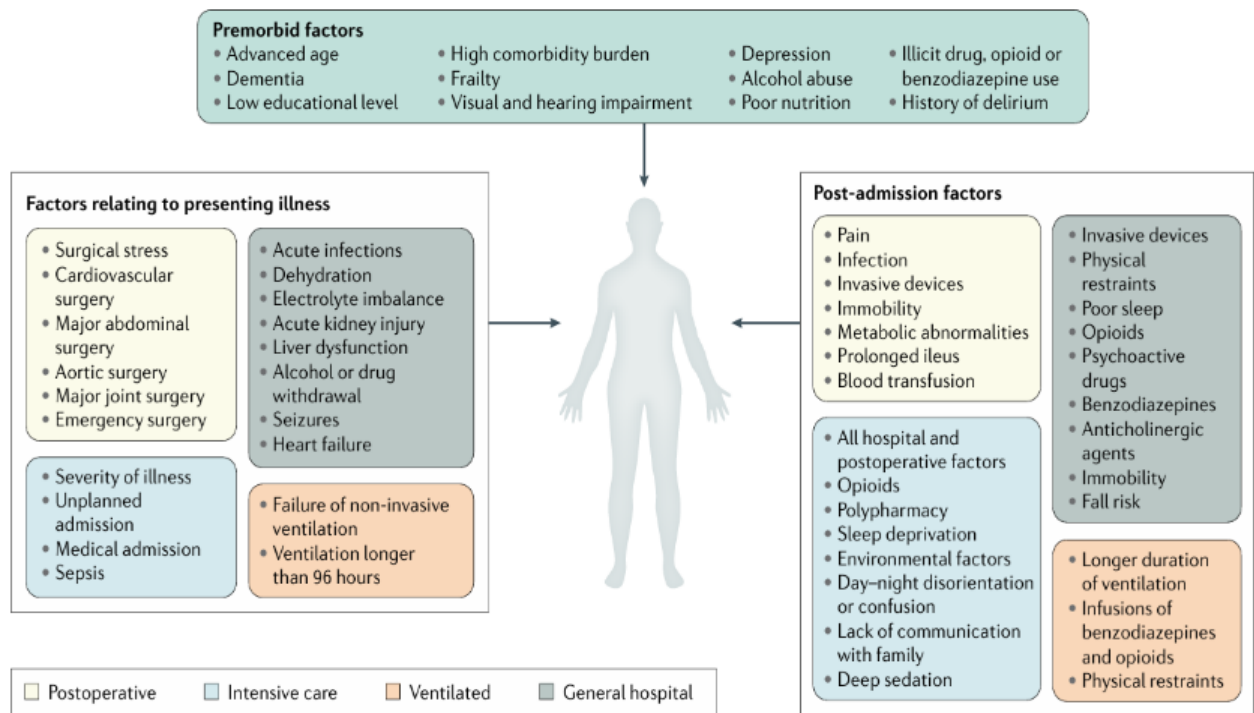 Premorbid factors
• Advanced age
• Dementia
• Low educational level
• High comorbidity burden
• Frailty
• Visual and hearing impairment
• Depression
• Alcohol abuse
• Poor nutrition
• Illicit drug, opioid or
benzodiazepine use
• History of delirium
Factors relating to presenting illness
• Surgical stress
• Cardiovascular
surgery
• Major abdominal
surgery
• Aortic surgery
• Major joint surgery
• Emergency surgery
• Acute infections
• Dehydration
• Electrolyte imbalance
• Acute kidney injury
• Liver dysfunction
• Alcohol or drug
withdrawal
• Seizures
• Heart failure
• Severity of illness
• Unplanned
admission
• Medical admission
• Sepsis
• Failure of non-invasive
ventilation
• Ventilation longer
than 96 hours
Post-admission factors
• Pain
• Infection
• Invasive devices
• Immobility
• Metabolic abnormalities
• Prolonged ileus
• Blood transfusion
• Invasive devices
• Physical
restraints
• Poor sleep
• Opioids
• Psychoactive
drugs
• Benzodiazepines
• Anticholinergic
agents
• Immobility
• Fall risk
• All hospital and
postoperative factors
• Opioids
• Polypharmacy
• Sleep deprivation
• Environmental factors
• Day–night disorientation
or confusion
• Lack of communication
with family
• Deep sedation
• Longer duration
of ventilation
• Infusions of
benzodiazepines
and opioids
• Physical restraints
Postoperative
Intensive care
Ventilated
General hospital